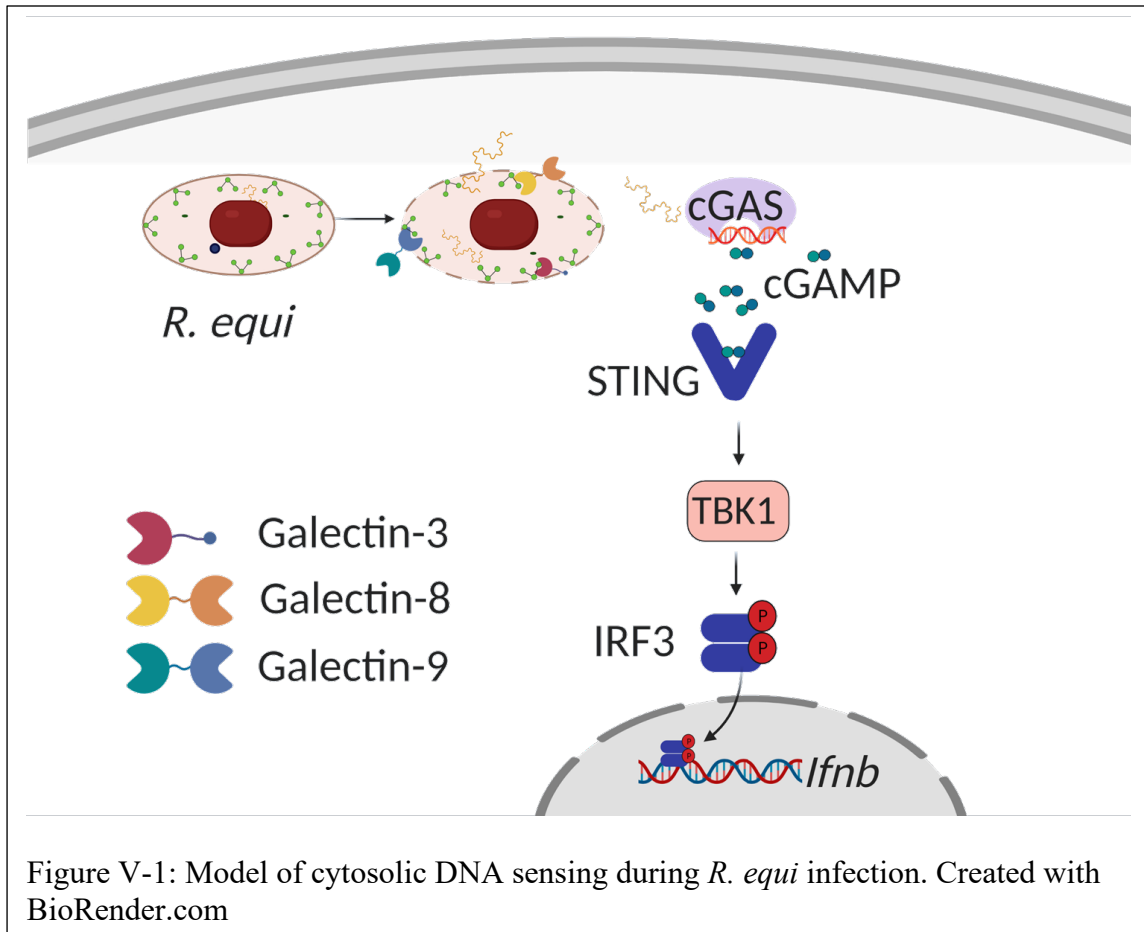 R. equi
cGAS
cGAMP
STING
TBK1
IRF3
P
P
P
P
Ifnb
Galectin-3
Galectin-8
Galectin-9
Figure V-1: Model of cytosolic DNA sensing during R. equi infection. Created with
BioRender.com